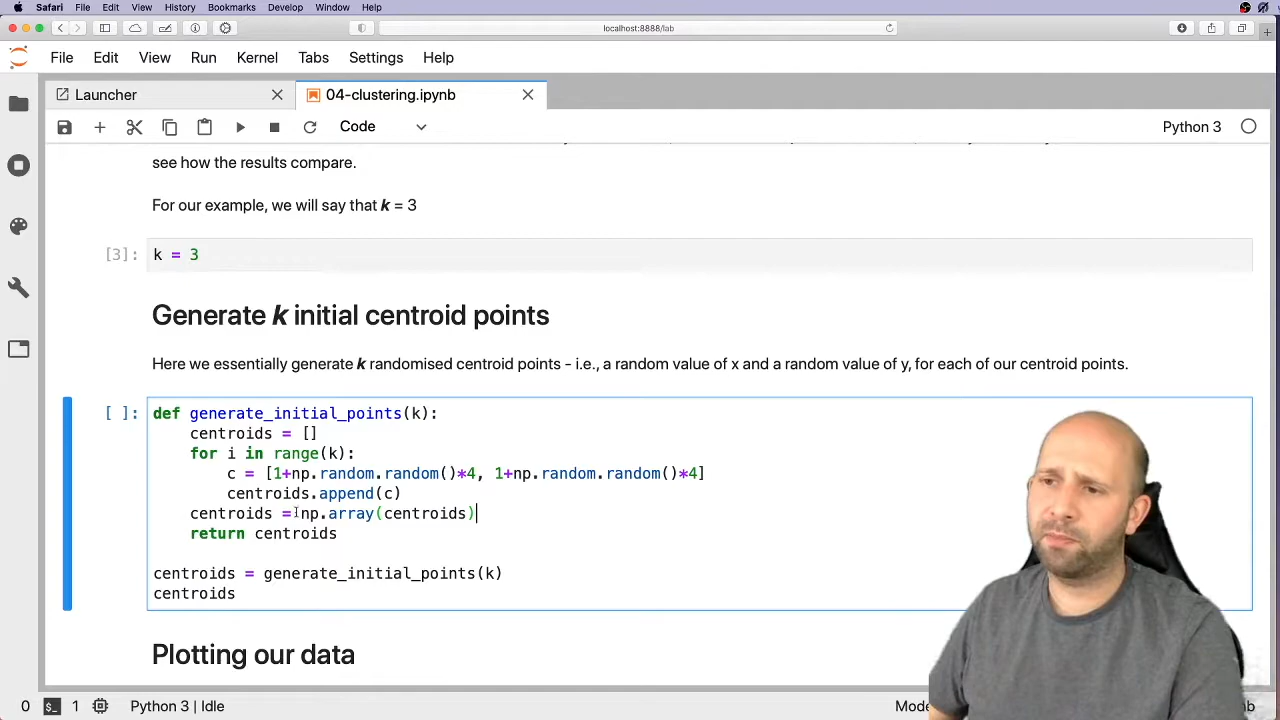 Safari File Edit View History Bookmarks Develop Window Help
localhost:8888/lab
File Edit View Run Kernel Tabs Settings Help
Launcher 04-clustering.ipynb
Code Python 3
see how the results compare.
For our example, we will say that k = 3
[3]: k = 3
Generate k initial centroid points
Here we essentially generate k randomised centroid points - i.e., a random value of x and a random value of y, for each of our centroid points.
[ ]: def generate_initial_points(k):
centroids = []
for i in range(k):
c = [1+np.random.random()*4, 1+np.random.random()*4]
centroids.append(c)
centroids = np.array(centroids)
return centroids
centroids = generate_initial_points(k)
centroids
Plotting our data
0 $_ 1 Python 3 | Idle